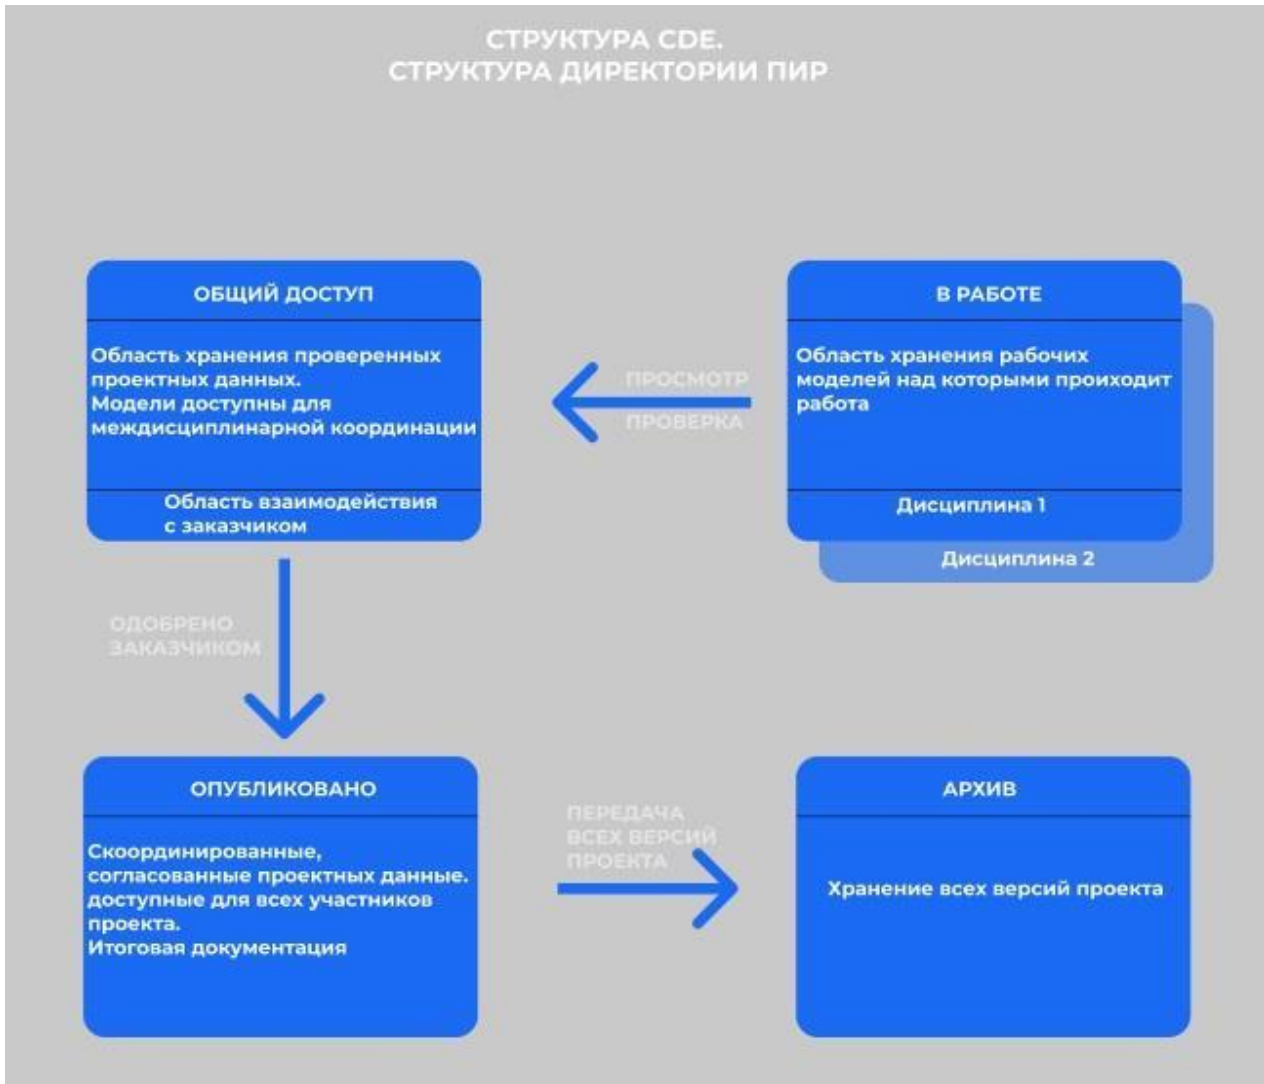 СТРУКТУРА CDE.
СТРУКТУРА ДИРЕКТОРИИ ПИР
ОБЩИЙ ДОСТУП
Область хранения проверенных
проектных данных.
Модели доступны для
междисциплинарной координации
Область взаимодействия
с заказчиком
ПРОСМОТР
ПРОВЕРКА
В РАБОТЕ
Область хранения рабочих
моделей над которыми проиходит
работа
Дисциплина 1
Дисциплина 2
ОДОБРЕНО
ЗАКАЗЧИКОМ
ОПУБЛИКОВАНО
Скоординированные,
согласованные проектных данные.
доступные для всех участников
проекта.
Итоговая документация
ПЕРЕДАЧА
ВСЕХ ВЕРСИЙ
ПРОЕКТА
АРХИВ
Хранение всех версий проекта